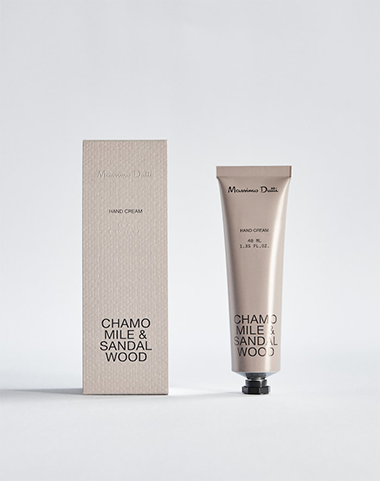 Massimo Dutti
HAND CREAM
CHAMO
MILE &
SANDAL
WOOD
Massimo Dutti
HAND CREAM
40 ML
1.35 FL.OZ.
CHAMO
MILE &
SANDAL
WOOD